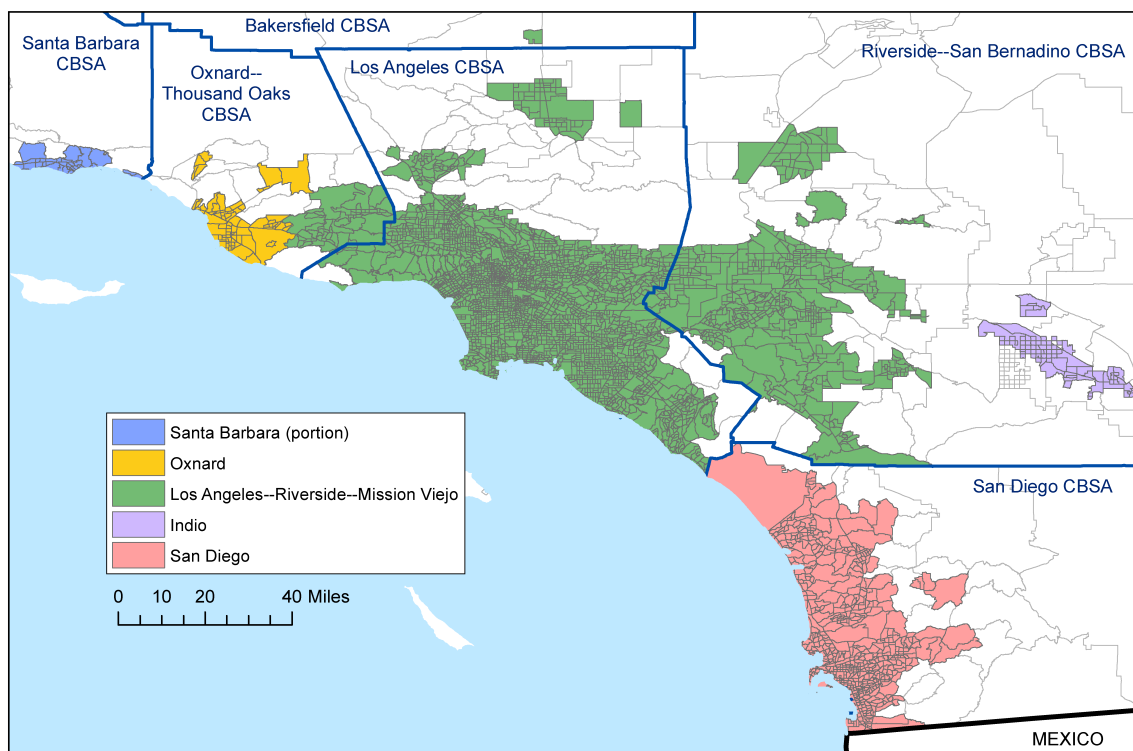 Bakersfield CBSA
Santa Barbara
CBSA
Oxnard--
Thousand Oaks
CBSA
Los Angeles CBSA
Riverside--San Bernadino CBSA
Santa Barbara (portion)
Oxnard
Los Angeles--Riverside--Mission Viejo
Indio
San Diego
San Diego CBSA
0 10 20 40 Miles
MEXICO